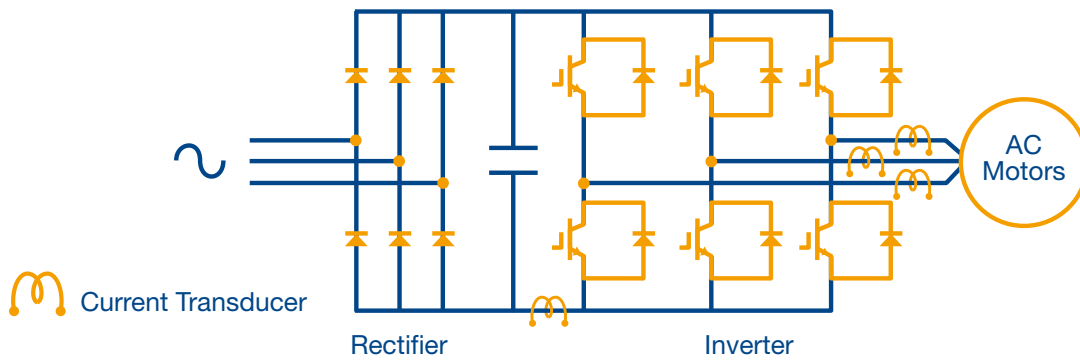 AC
Motors
Current Transducer
Rectifier
Inverter